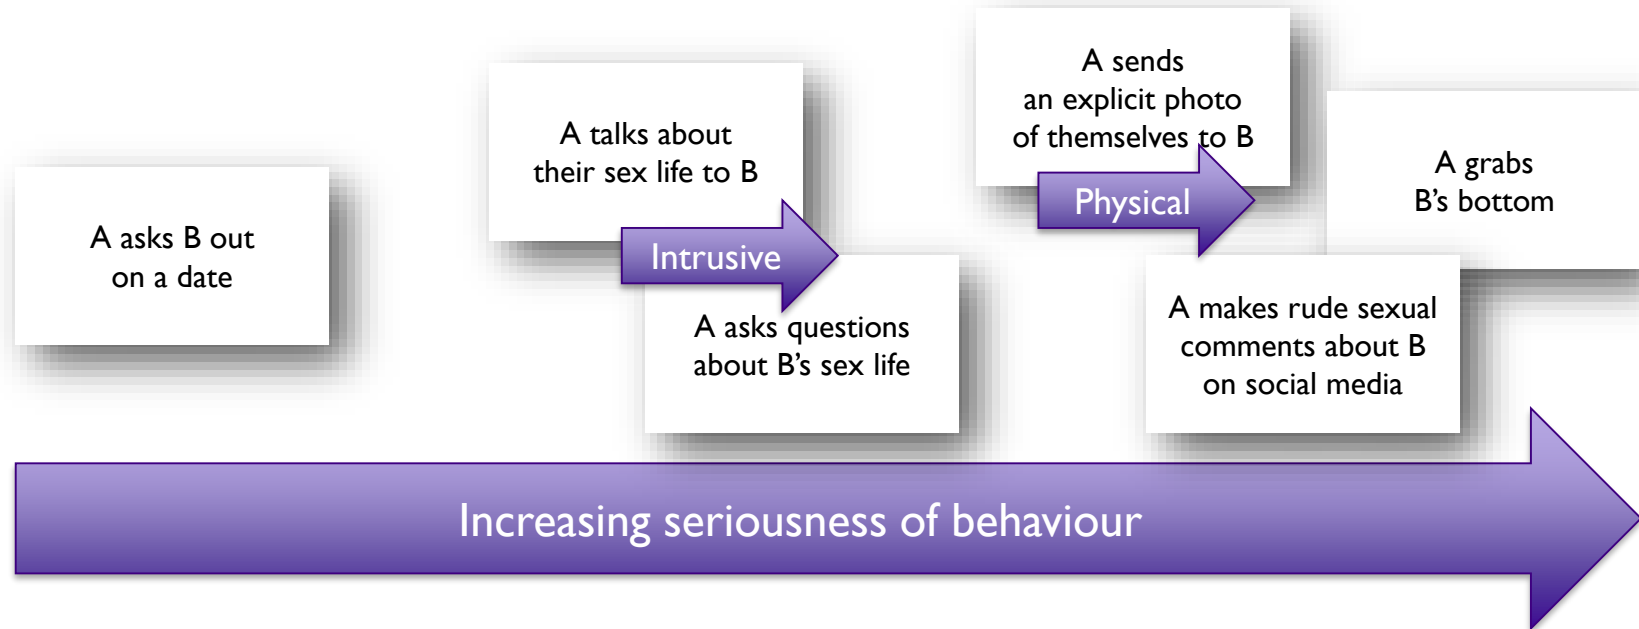 A asks B out
on a date
A talks about
their sex life to B
Intrusive
A asks questions
about B's sex life
A sends
an explicit photo
of themselves to B
Physical
A makes rude sexual
comments about B
on social media
A grabs
B's bottom
Increasing seriousness of behaviour